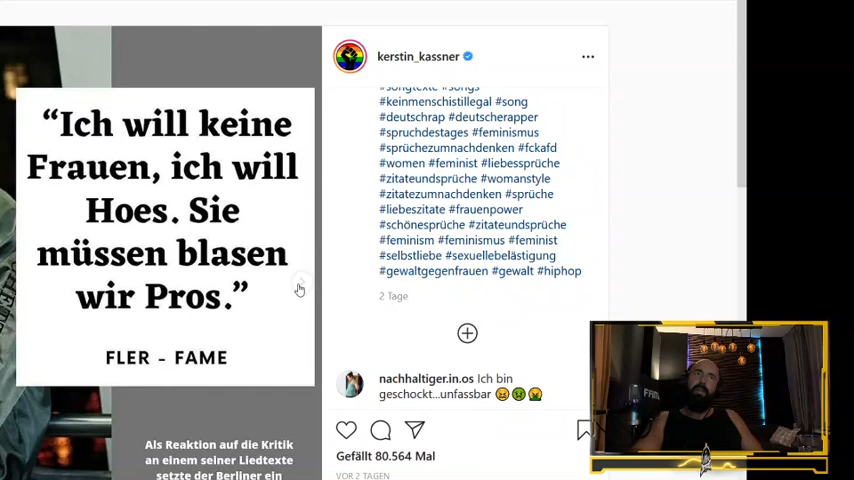 “Ich will keine
Frauen, ich will
Hoes. Sie
müssen blasen
wir Pros.”
FLER - FAME
Als Reaktion auf die Kritik
an einem seiner Liedtexte
setzte der Berliner ein
kerstin_kassner
#songtexte #songs
#keinmenschistillegal #song
#deutschrap #deutscherapper
#spruchdestages #feminismus
#sprüchezumnachdenken #fckafd
#women #feminist #liebessprüche
#zitateundsprüche #womanstyle
#zitatezumnachdenken #sprüche
#liebeszitate #frauenpower
#schönesprüche #zitateundsprüche
#feminism #feminismus #feminist
#selbstliebe #sexuellebelästigung
#gewaltgegenfrauen #gewalt #hiphop
2 Tage
nachhaltiger.in.os Ich bin
geschockt...unfassbar 😖🤢🤮
Gefällt 80.564 Mal
VOR 2 TAGEN